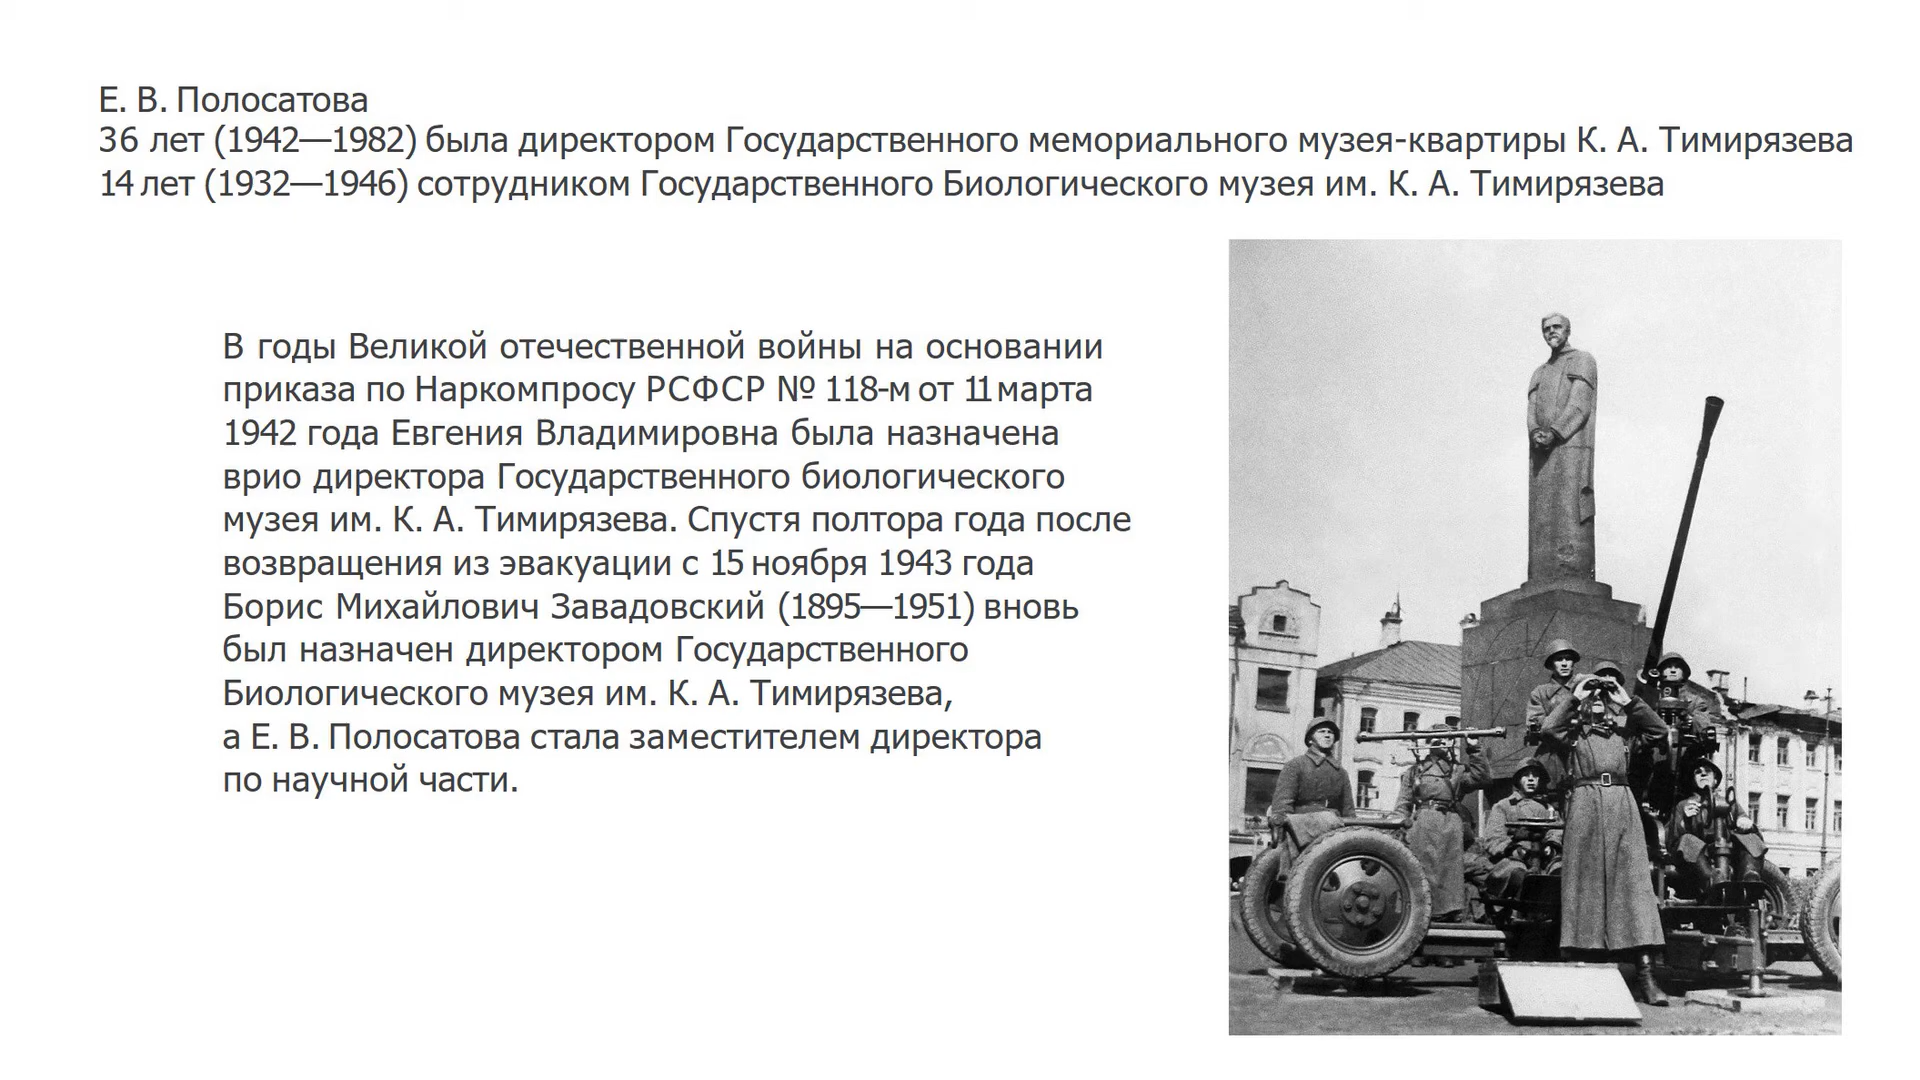 Е. В. Полосатова
36 лет (1942—1982) была директором Государственного мемориального музея-квартиры К. А. Тимирязева
14 лет (1932—1946) сотрудником Государственного Биологического музея им. К. А. Тимирязева
В годы Великой отечественной войны на основании
приказа по Наркомпросу РСФСР № 118-м от 11 марта
1942 года Евгения Владимировна была назначена
врио директора Государственного биологического
музея им. К. А. Тимирязева. Спустя полтора года после
возвращения из эвакуации с 15 ноября 1943 года
Борис Михайлович Завадовский (1895—1951) вновь
был назначен директором Государственного
Биологического музея им. К. А. Тимирязева,
а Е. В. Полосатова стала заместителем директора
по научной части.